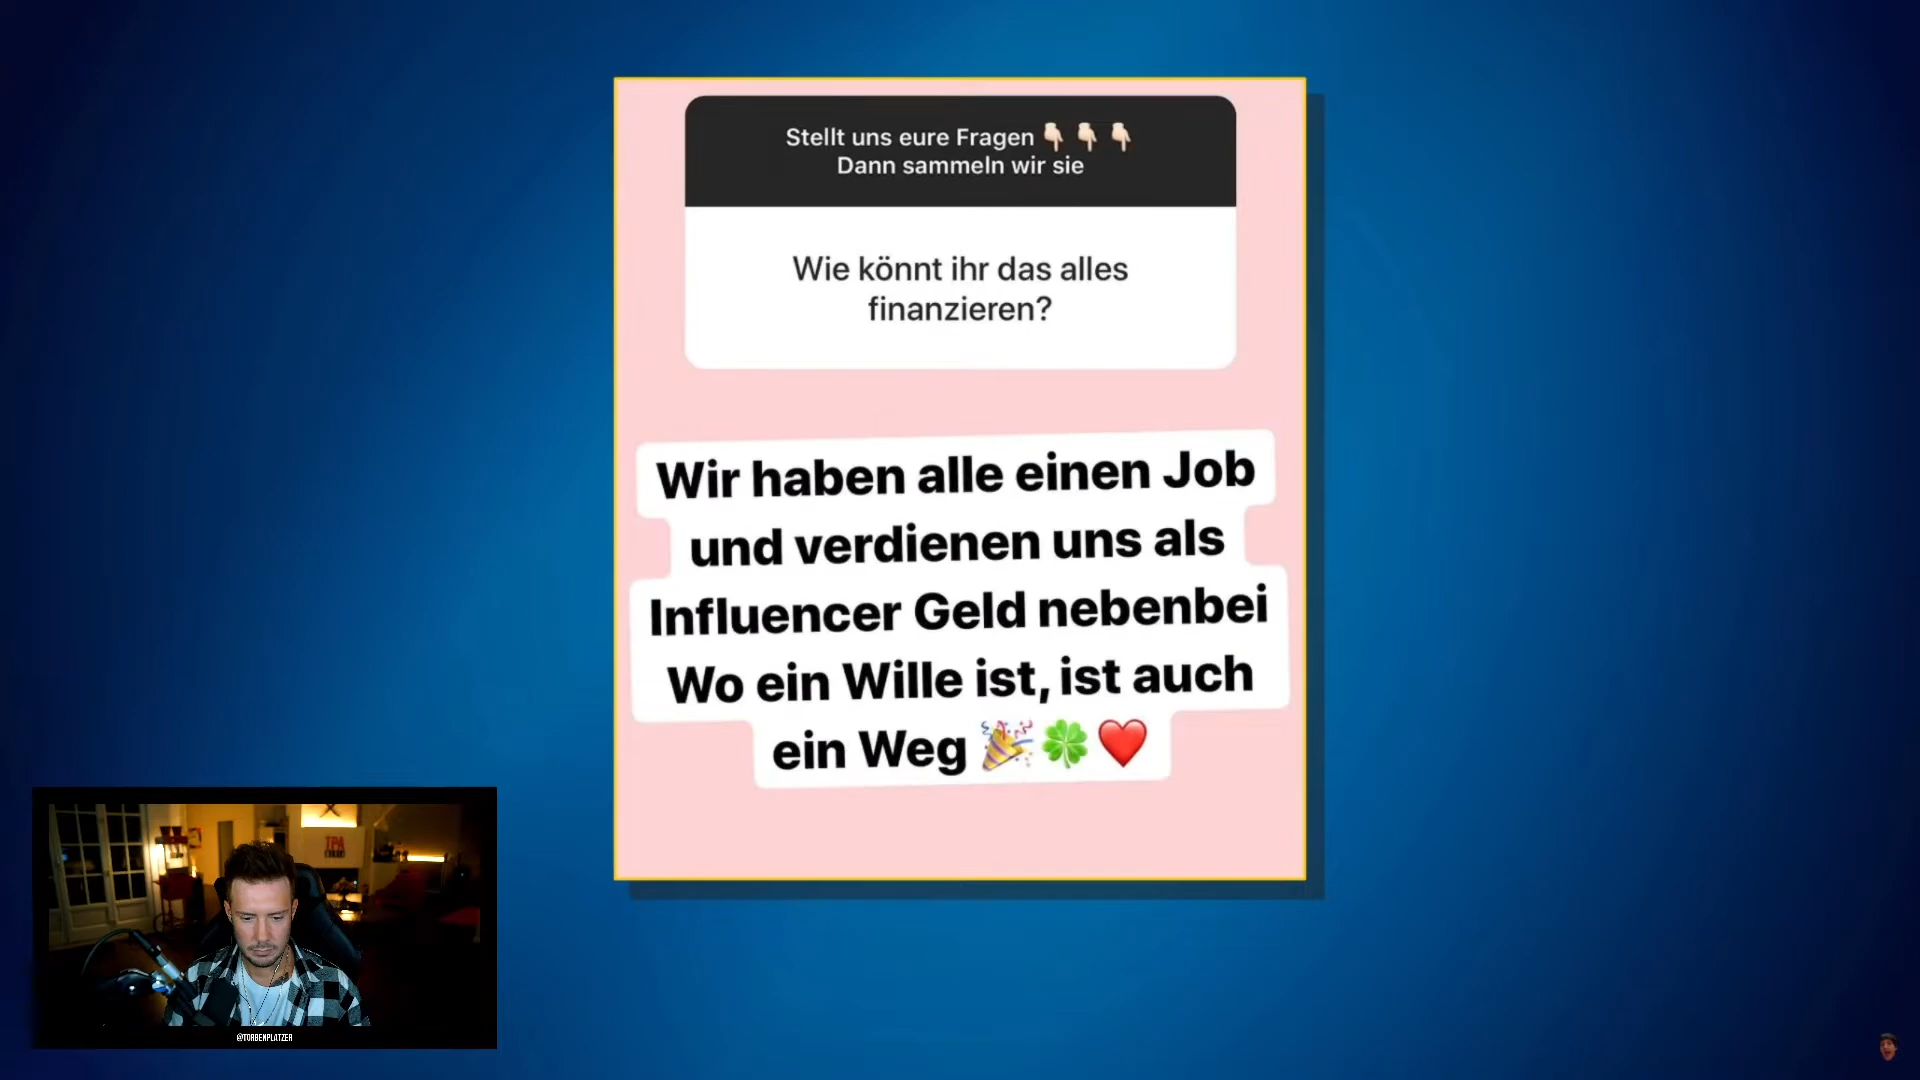 Stellt uns eure Fragen 👇🏻 👇🏻 👇🏻
Dann sammeln wir sie
Wie könnt ihr das alles
finanzieren?
Wir haben alle einen Job
und verdienen uns als
Influencer Geld nebenbei
Wo ein Wille ist, ist auch
ein Weg 🎉🍀❤️
TPA
@TORBENPLATZER